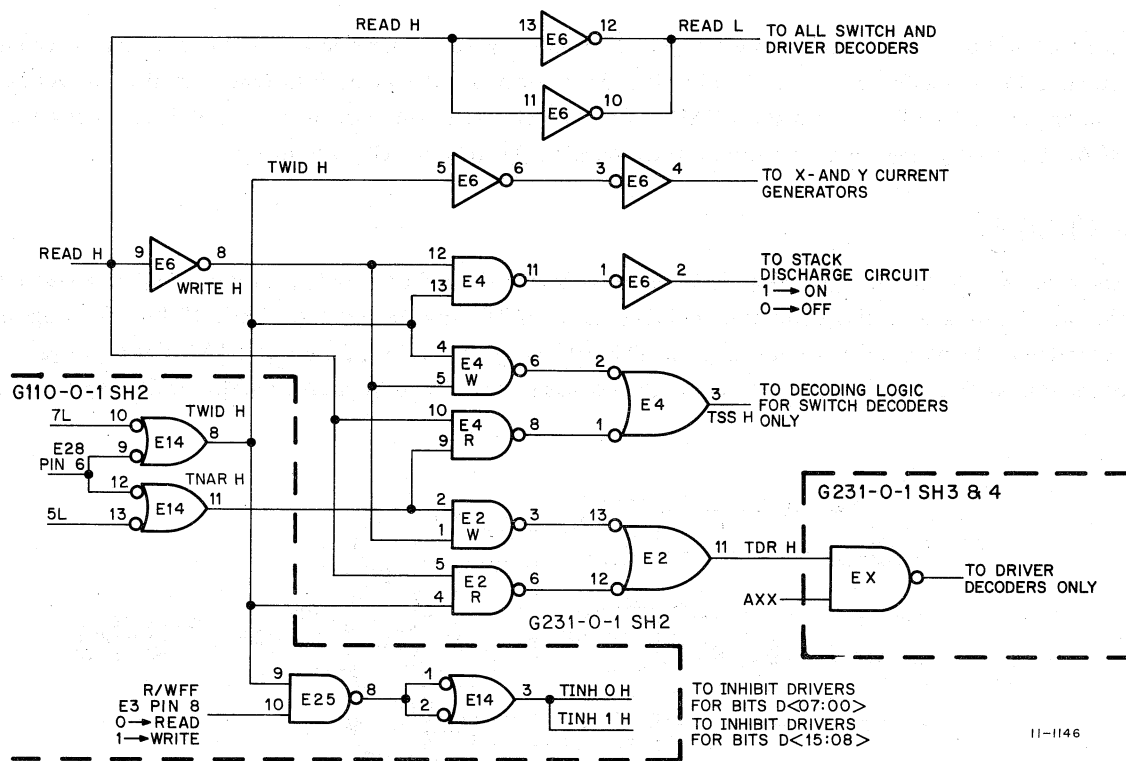 READ H
13
E6
12
READ L
TO ALL SWITCH AND
DRIVER DECODERS
11
E6
10
TWID H
5
E6
6
3
E6
4
TO X-AND Y CURRENT
GENERATORS
READ H
9
E6
8
WRITE H
12
13
E4
11
1
E6
2
TO STACK
DISCHARGE CIRCUIT
1→ON
0→OFF
4
5
E4
W
6
2
10
9
E4
R
8
1
E4
3
TSS H
TO DECODING LOGIC
FOR SWITCH DECODERS
ONLY
G110-0-1 SH2
7L
10
TWID H
E14
8
E28
PIN 6
9
12
TNAR H
E14
11
5L
13
2
1
E2
W
3
13
5
4
E2
R
6
12
E2
11
TDR H
G231-0-1 SH2
G231-0-1 SH3 & 4
EX
AXX
TO DRIVER
DECODERS ONLY
9
R/WFF
E3 PIN 8
0→READ
1→WRITE
10
E25
8
1
2
E14
3
TINH 0 H
TINH 1 H
TO INHIBIT DRIVERS
FOR BITS D<07:00>
TO INHIBIT DRIVERS
FOR BITS D<15:08>
11-1146